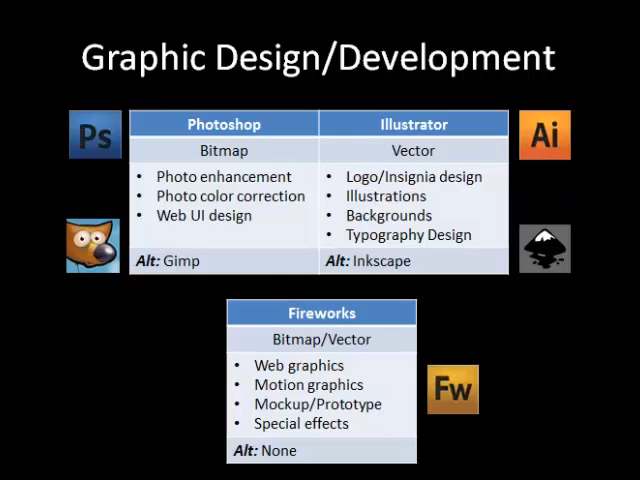 Graphic Design/Development
Ps
Photoshop
Illustrator
Ai
Bitmap
Vector
• Photo enhancement
• Photo color correction
• Web UI design
• Logo/Insignia design
• Illustrations
• Backgrounds
• Typography Design
Alt: Gimp
Alt: Inkscape
Fireworks
Bitmap/Vector
• Web graphics
• Motion graphics
• Mockup/Prototype
• Special effects
Fw
Alt: None